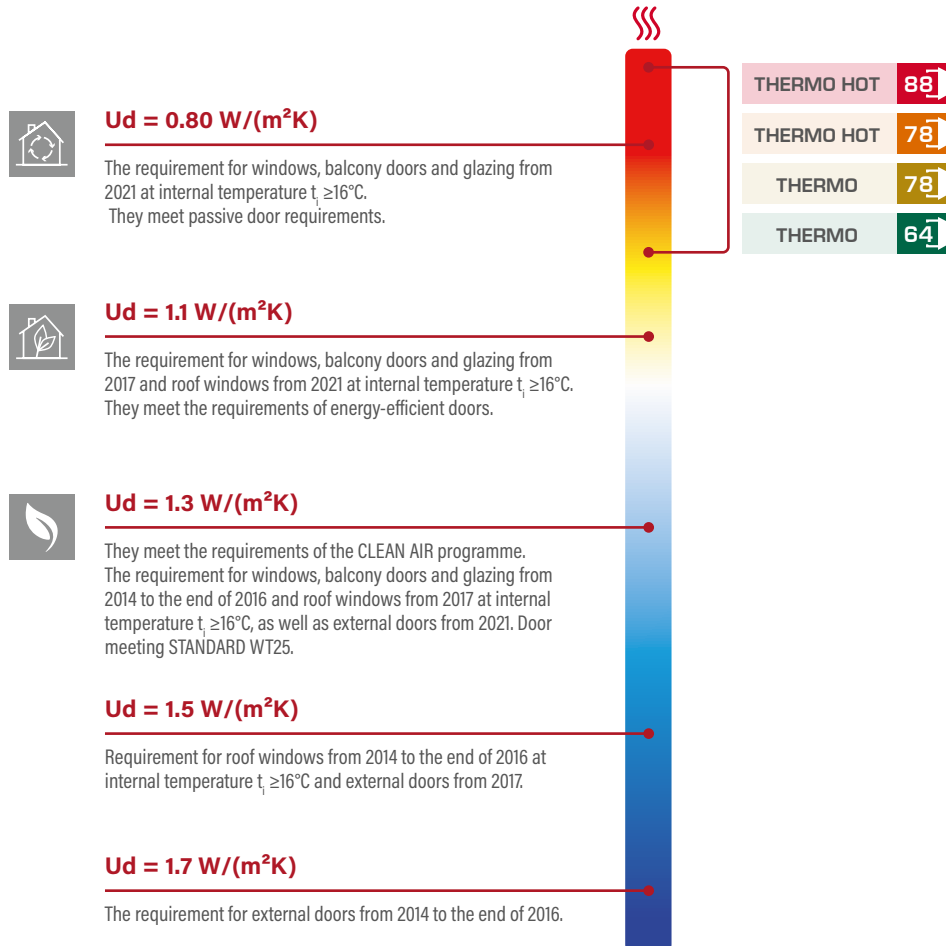 THERMO HOT 88
THERMO HOT 78
THERMO 78
THERMO 64
Ud = 0.80 W/(m²K)
The requirement for windows, balcony doors and glazing from
2021 at internal temperature tᵢ ≥16°C.
They meet passive door requirements.
Ud = 1.1 W/(m²K)
The requirement for windows, balcony doors and glazing from
2017 and roof windows from 2021 at internal temperature tᵢ ≥16°C.
They meet the requirements of energy-efficient doors.
Ud = 1.3 W/(m²K)
They meet the requirements of the CLEAN AIR programme.
The requirement for windows, balcony doors and glazing from
2014 to the end of 2016 and roof windows from 2017 at internal
temperature tᵢ ≥16°C, as well as external doors from 2021. Door
meeting STANDARD WT25.
Ud = 1.5 W/(m²K)
Requirement for roof windows from 2014 to the end of 2016 at
internal temperature tᵢ ≥16°C and external doors from 2017.
Ud = 1.7 W/(m²K)
The requirement for external doors from 2014 to the end of 2016.